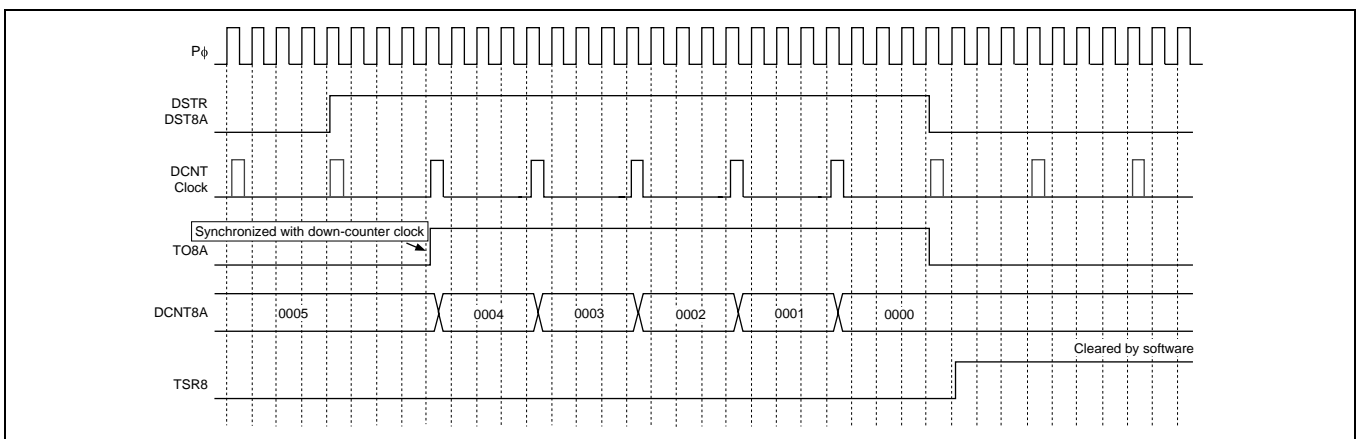 Pφ
DSTR
DST8A
DCNT
Clock
Synchronized with down-counter clock
TO8A
DCNT8A
0005
0004
0003
0002
0001
0000
Cleared by software
TSR8